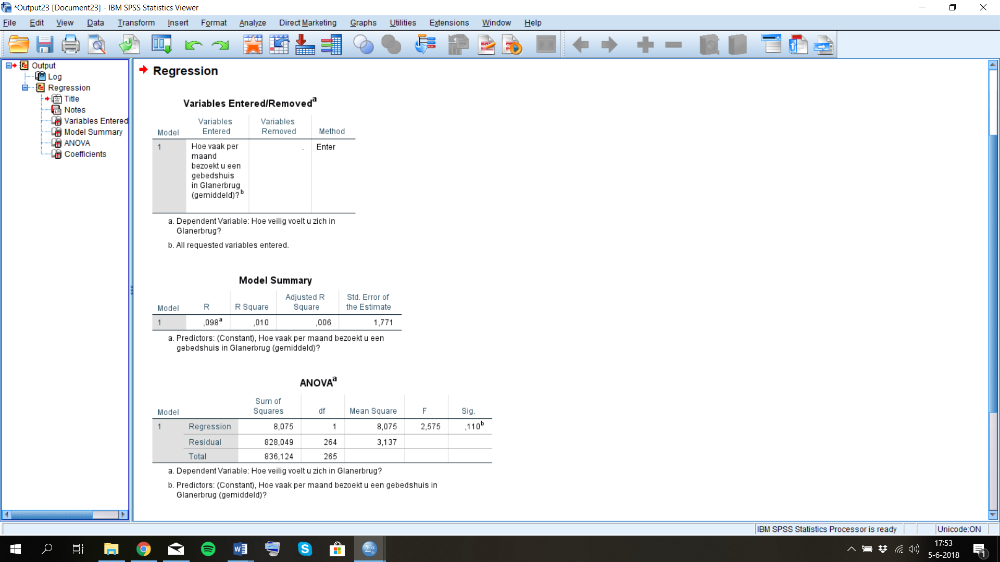 *Output23 [Document23] - IBM SPSS Statistics Viewer
File Edit View Data Transform Insert Format Analyze Direct Marketing Graphs Utilities Extensions Window Help
Output
Log
Regression
Title
Notes
Variables Entered
Model Summary
ANOVA
Coefficients
Regression
Variables Entered/Removedᵃ
Model Variables Entered Variables Removed Method
1 Hoe vaak per . Enter
maand
bezoekt u een
gebedshuis
in Glanerbrug
(gemiddeld)?ᵇ
a. Dependent Variable: Hoe veilig voelt u zich in
Glanerbrug?
b. All requested variables entered.
Model Summary
Model R R Square Adjusted R Square Std. Error of the Estimate
1 ,098ᵃ ,010 ,006 1,771
a. Predictors: (Constant), Hoe vaak per maand bezoekt u een
gebedshuis in Glanerbrug (gemiddeld)?
ANOVAᵃ
Model Sum of Squares df Mean Square F Sig.
1 Regression 8,075 1 8,075 2,575 ,110ᵇ
Residual 828,049 264 3,137
Total 836,124 265
a. Dependent Variable: Hoe veilig voelt u zich in Glanerbrug?
b. Predictors: (Constant), Hoe vaak per maand bezoekt u een gebedshuis in
Glanerbrug (gemiddeld)?
IBM SPSS Statistics Processor is ready Unicode:ON
17:53
5-6-2018
1